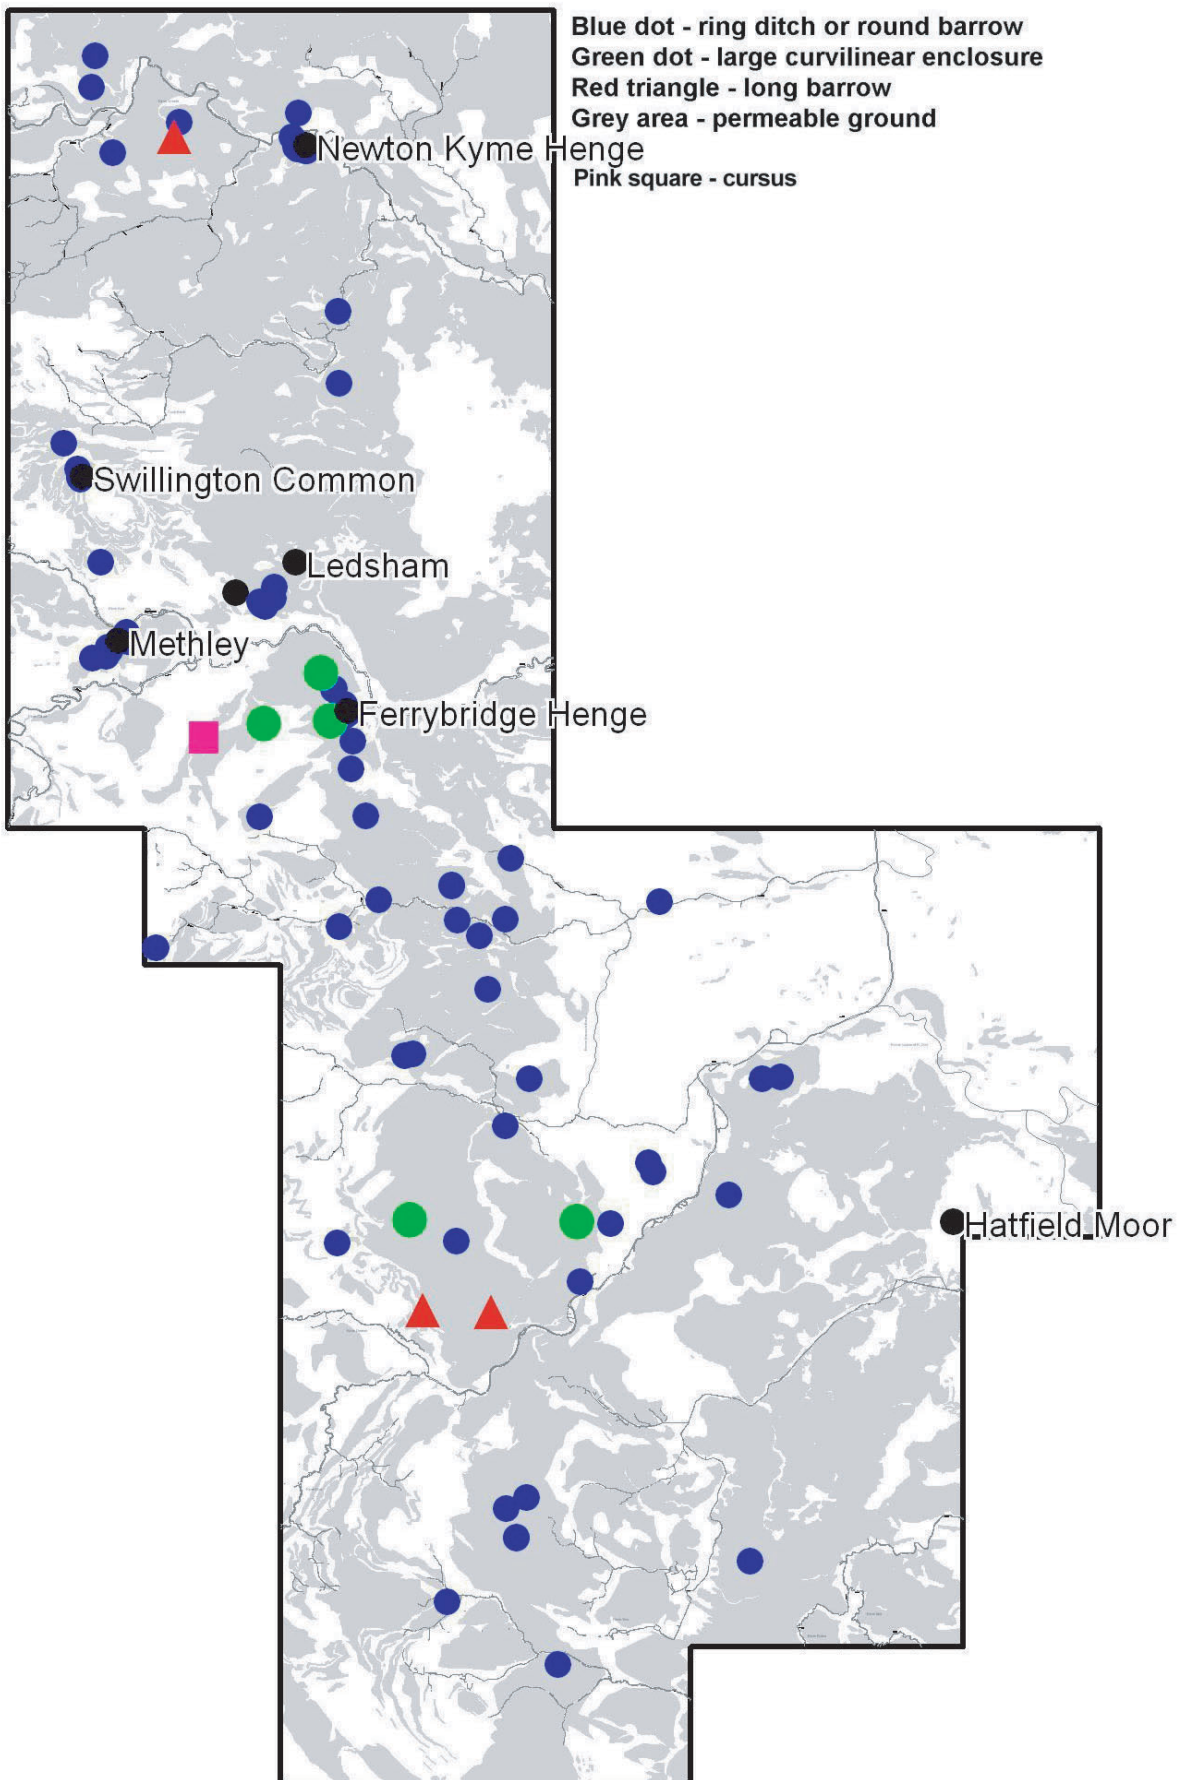 Blue dot - ring ditch or round barrow
Green dot - large curvilinear enclosure
Red triangle - long barrow
Grey area - permeable ground
Pink square - cursus
Newton Kyme Henge
Swillington Common
Ledsham
Methley
Ferrybridge Henge
Hatfield Moor